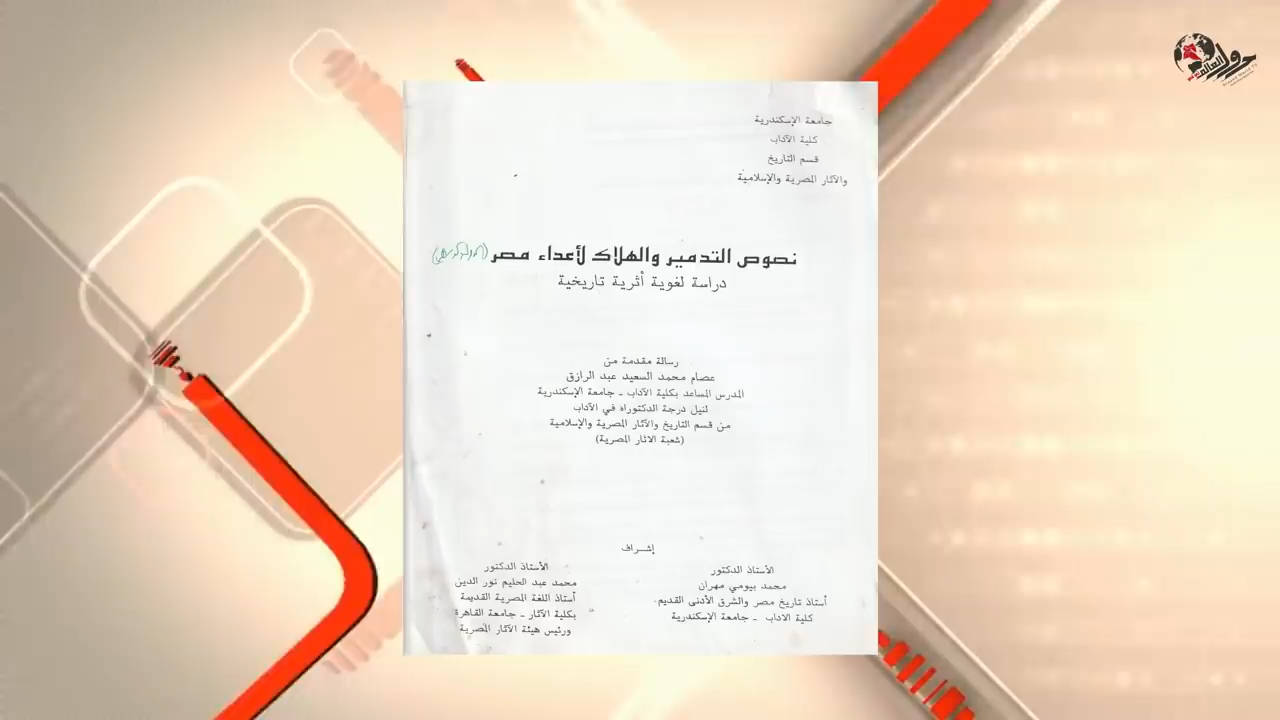 حول العالم
جامعة الإسكندرية
كلية الآداب
قسم التاريخ
والآثار المصرية والإسلامية
نصوص التدمير والهلاك لأعداء مصر
دراسة لغوية أثرية تاريخية
رسالة مقدمة من
عصام محمد السعيد عبد الرازق
المدرس المساعد بكلية الآداب ـ جامعة الإسكندرية
لنيل درجة الدكتوراه في الآداب
من قسم التاريخ والآثار المصرية والإسلامية
(شعبة الاثار المصرية)
إشـراف
الأستاذ الدكتور
محمد بيومي مهران
أستاذ تاريخ مصر والشرق الأدنى القديم.
كلية الاداب ـ جامعة الإسكندرية
الأستاذ الدكتور
محمد عبد الحليم نور الدين
أستاذ اللغة المصرية القديمة
بكلية الآثار ـ جامعة القاهرة
ورئيس هيئة الآثار المصرية